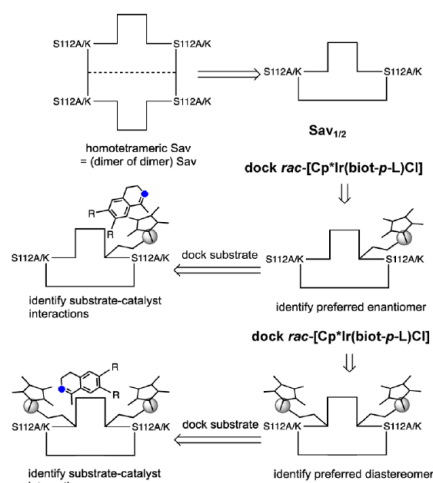 S112A/K S112A/K
S112A/K S112A/K
S112A/K S112A/K
homotetrameric Sav
= (dimer of dimer) Sav
Sav1/2
dock rac-[Cp*Ir(biot-p-L)Cl]
R
R
dock substrate
S112A/K S112A/K
S112A/K S112A/K
identify substrate-catalyst
interactions
identify preferred enantiomer
dock rac-[Cp*Ir(biot-p-L)Cl]
R
R
dock substrate
S112A/K S112A/K
S112A/K S112A/K
identify substrate-catalyst
identify preferred diastereomer